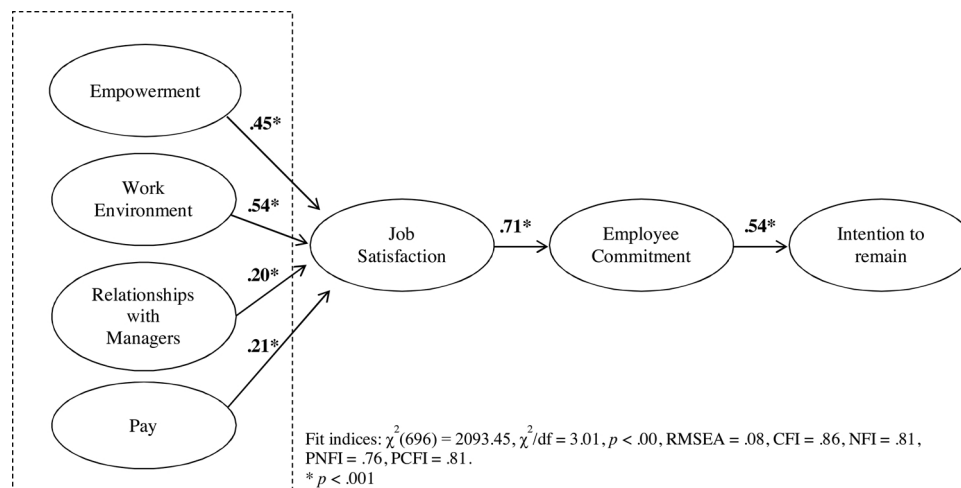 Empowerment
.45*
Work
Environment
.54*
Job
Satisfaction
.71*
Employee
Commitment
.54*
Intention to
remain
Relationships
with
Managers
.20*
.21*
Pay
Fit indices: χ²(696) = 2093.45, χ²/df = 3.01, p < .00, RMSEA = .08, CFI = .86, NFI = .81,
PNFI = .76, PCFI = .81.
* p < .001